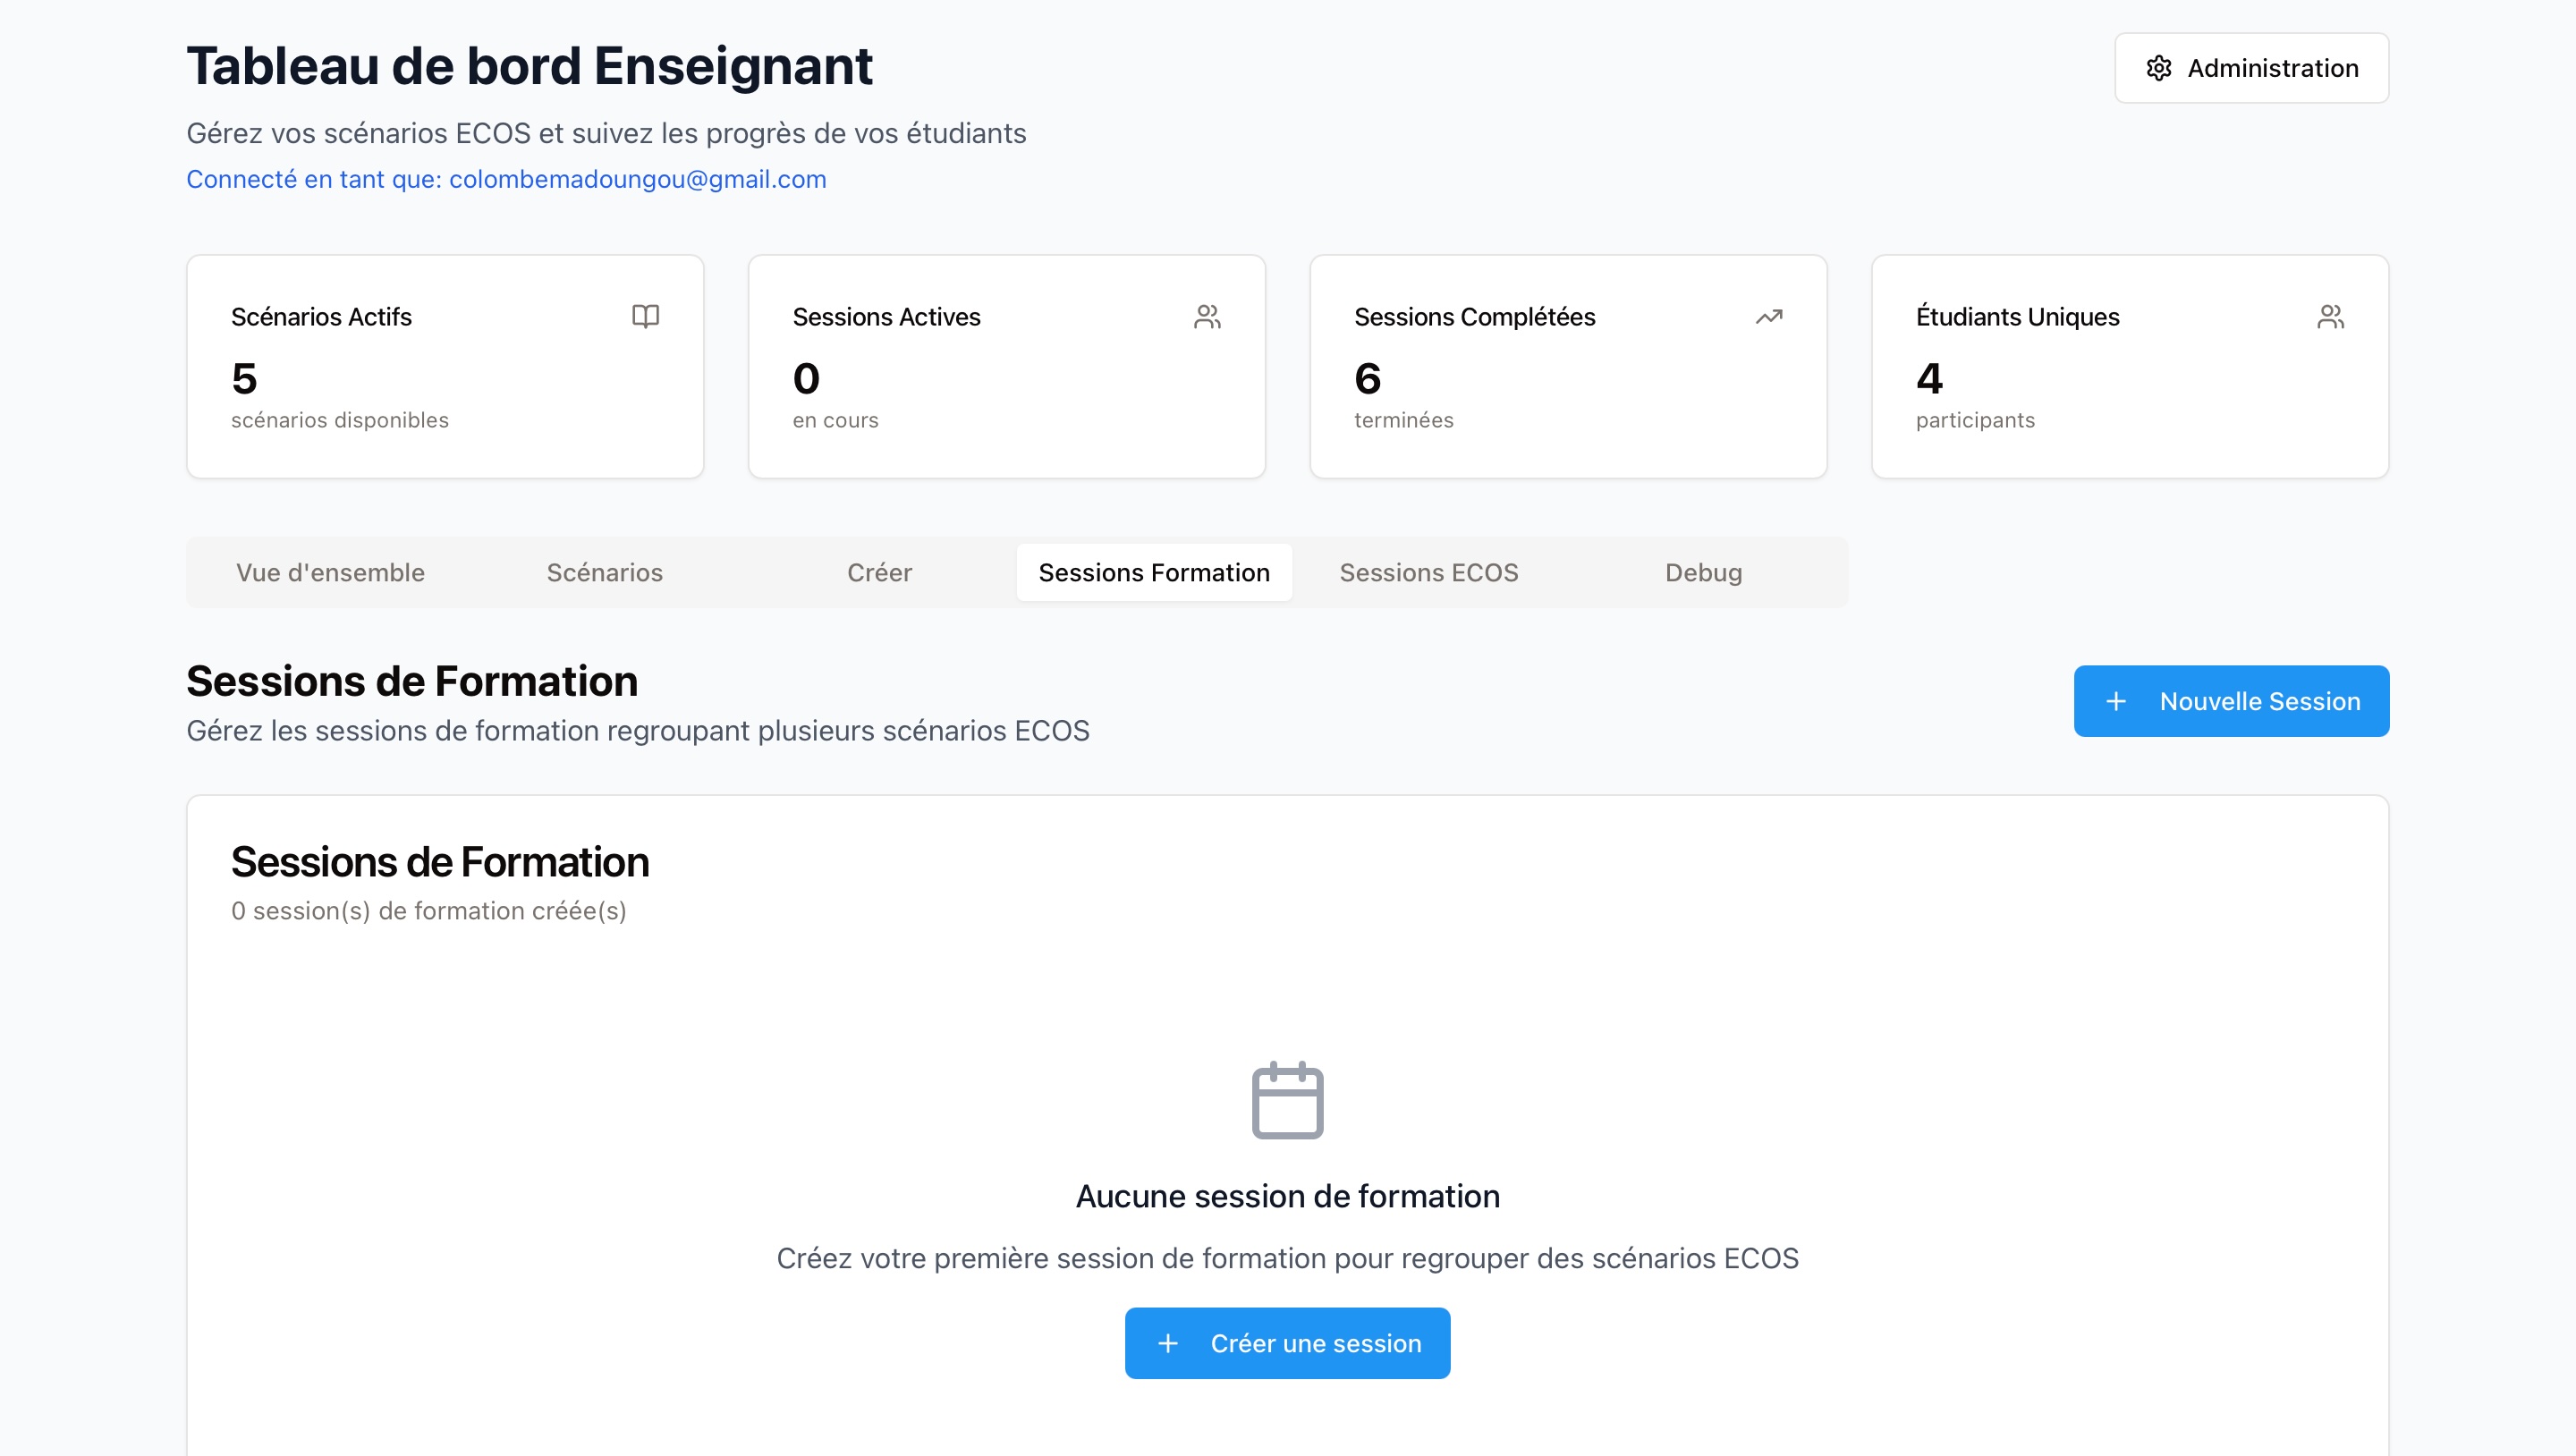 Tableau de bord Enseignant
Administration
Gérez vos scénarios ECOS et suivez les progrès de vos étudiants
Connecté en tant que: colombemadoungou@gmail.com
Scénarios Actifs
5
scénarios disponibles
Sessions Actives
0
en cours
Sessions Complétées
6
terminées
Étudiants Uniques
4
participants
Vue d'ensemble
Scénarios
Créer
Sessions Formation
Sessions ECOS
Debug
Sessions de Formation
Gérez les sessions de formation regroupant plusieurs scénarios ECOS
+ Nouvelle Session
Sessions de Formation
0 session(s) de formation créée(s)
Aucune session de formation
Créez votre première session de formation pour regrouper des scénarios ECOS
+ Créer une session